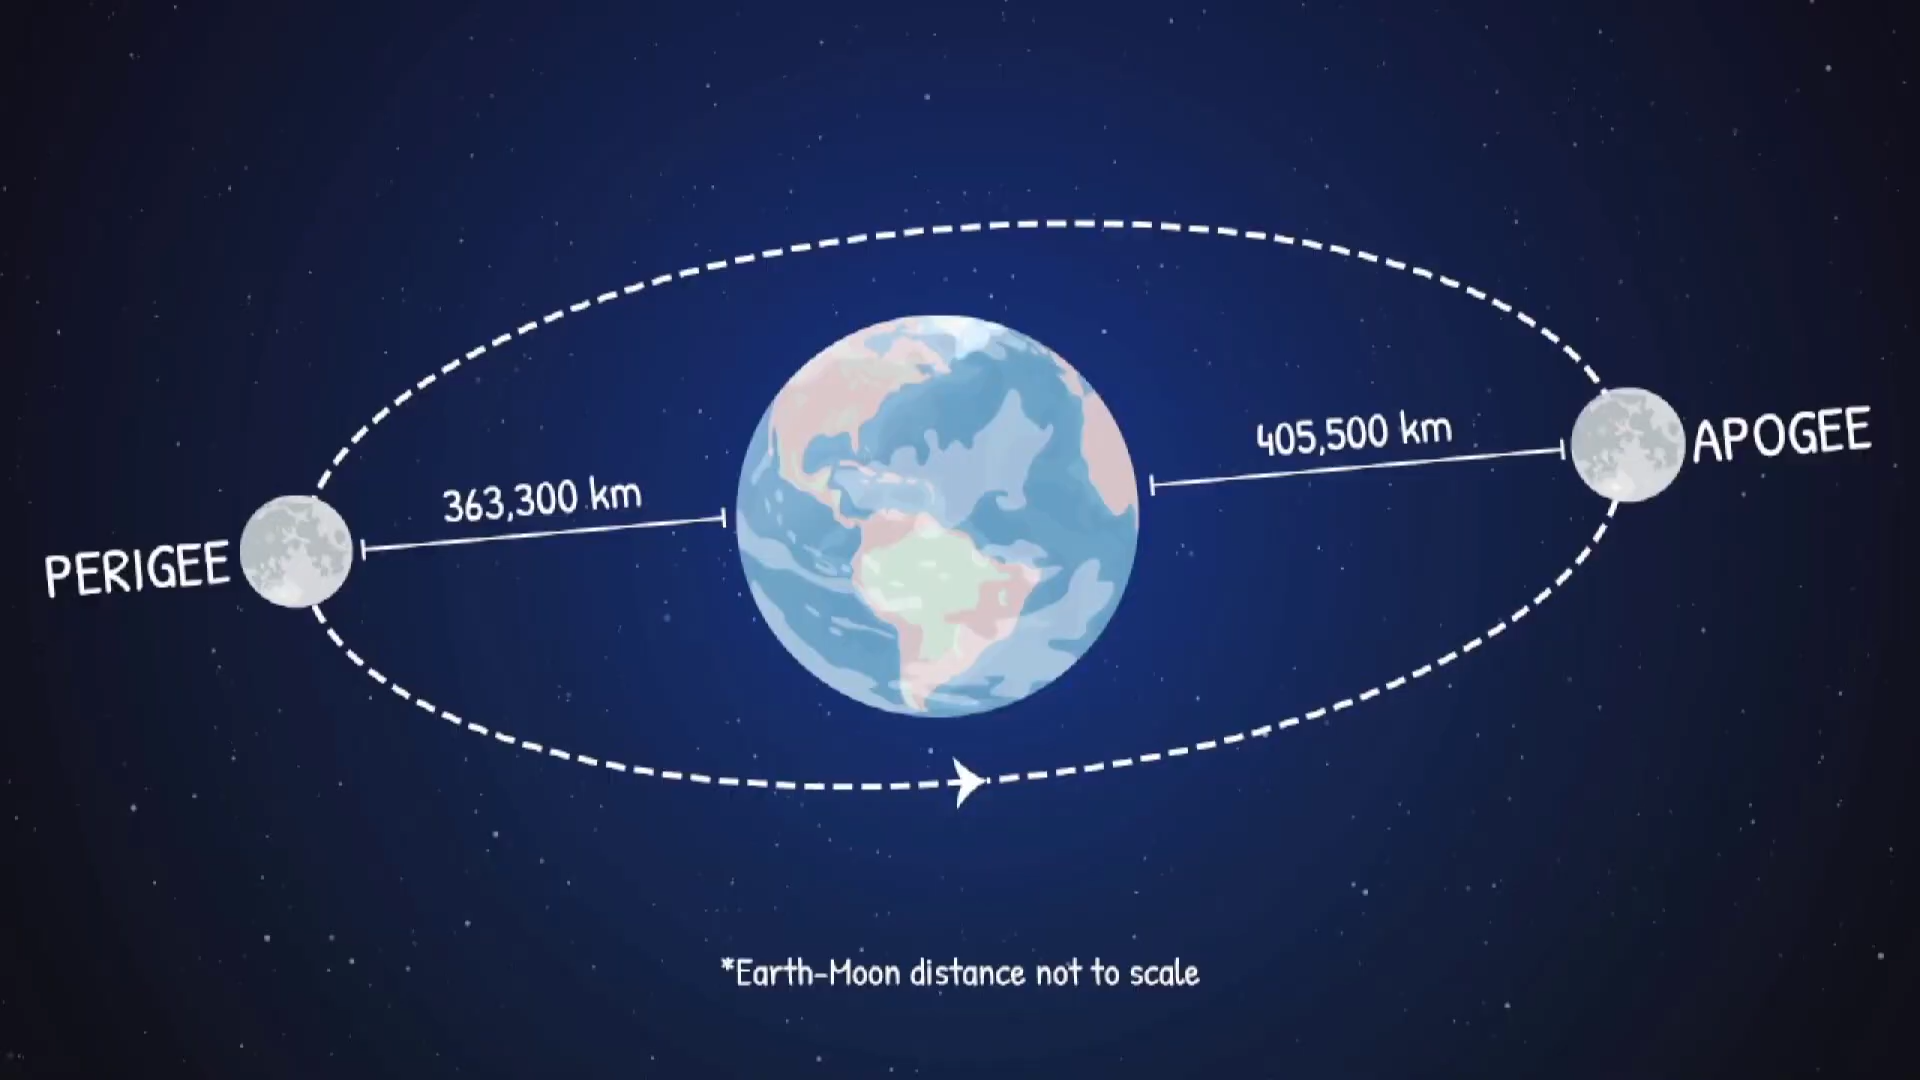 PERIGEE
363,300 km
405,500 km
APOGEE
*Earth-Moon distance not to scale